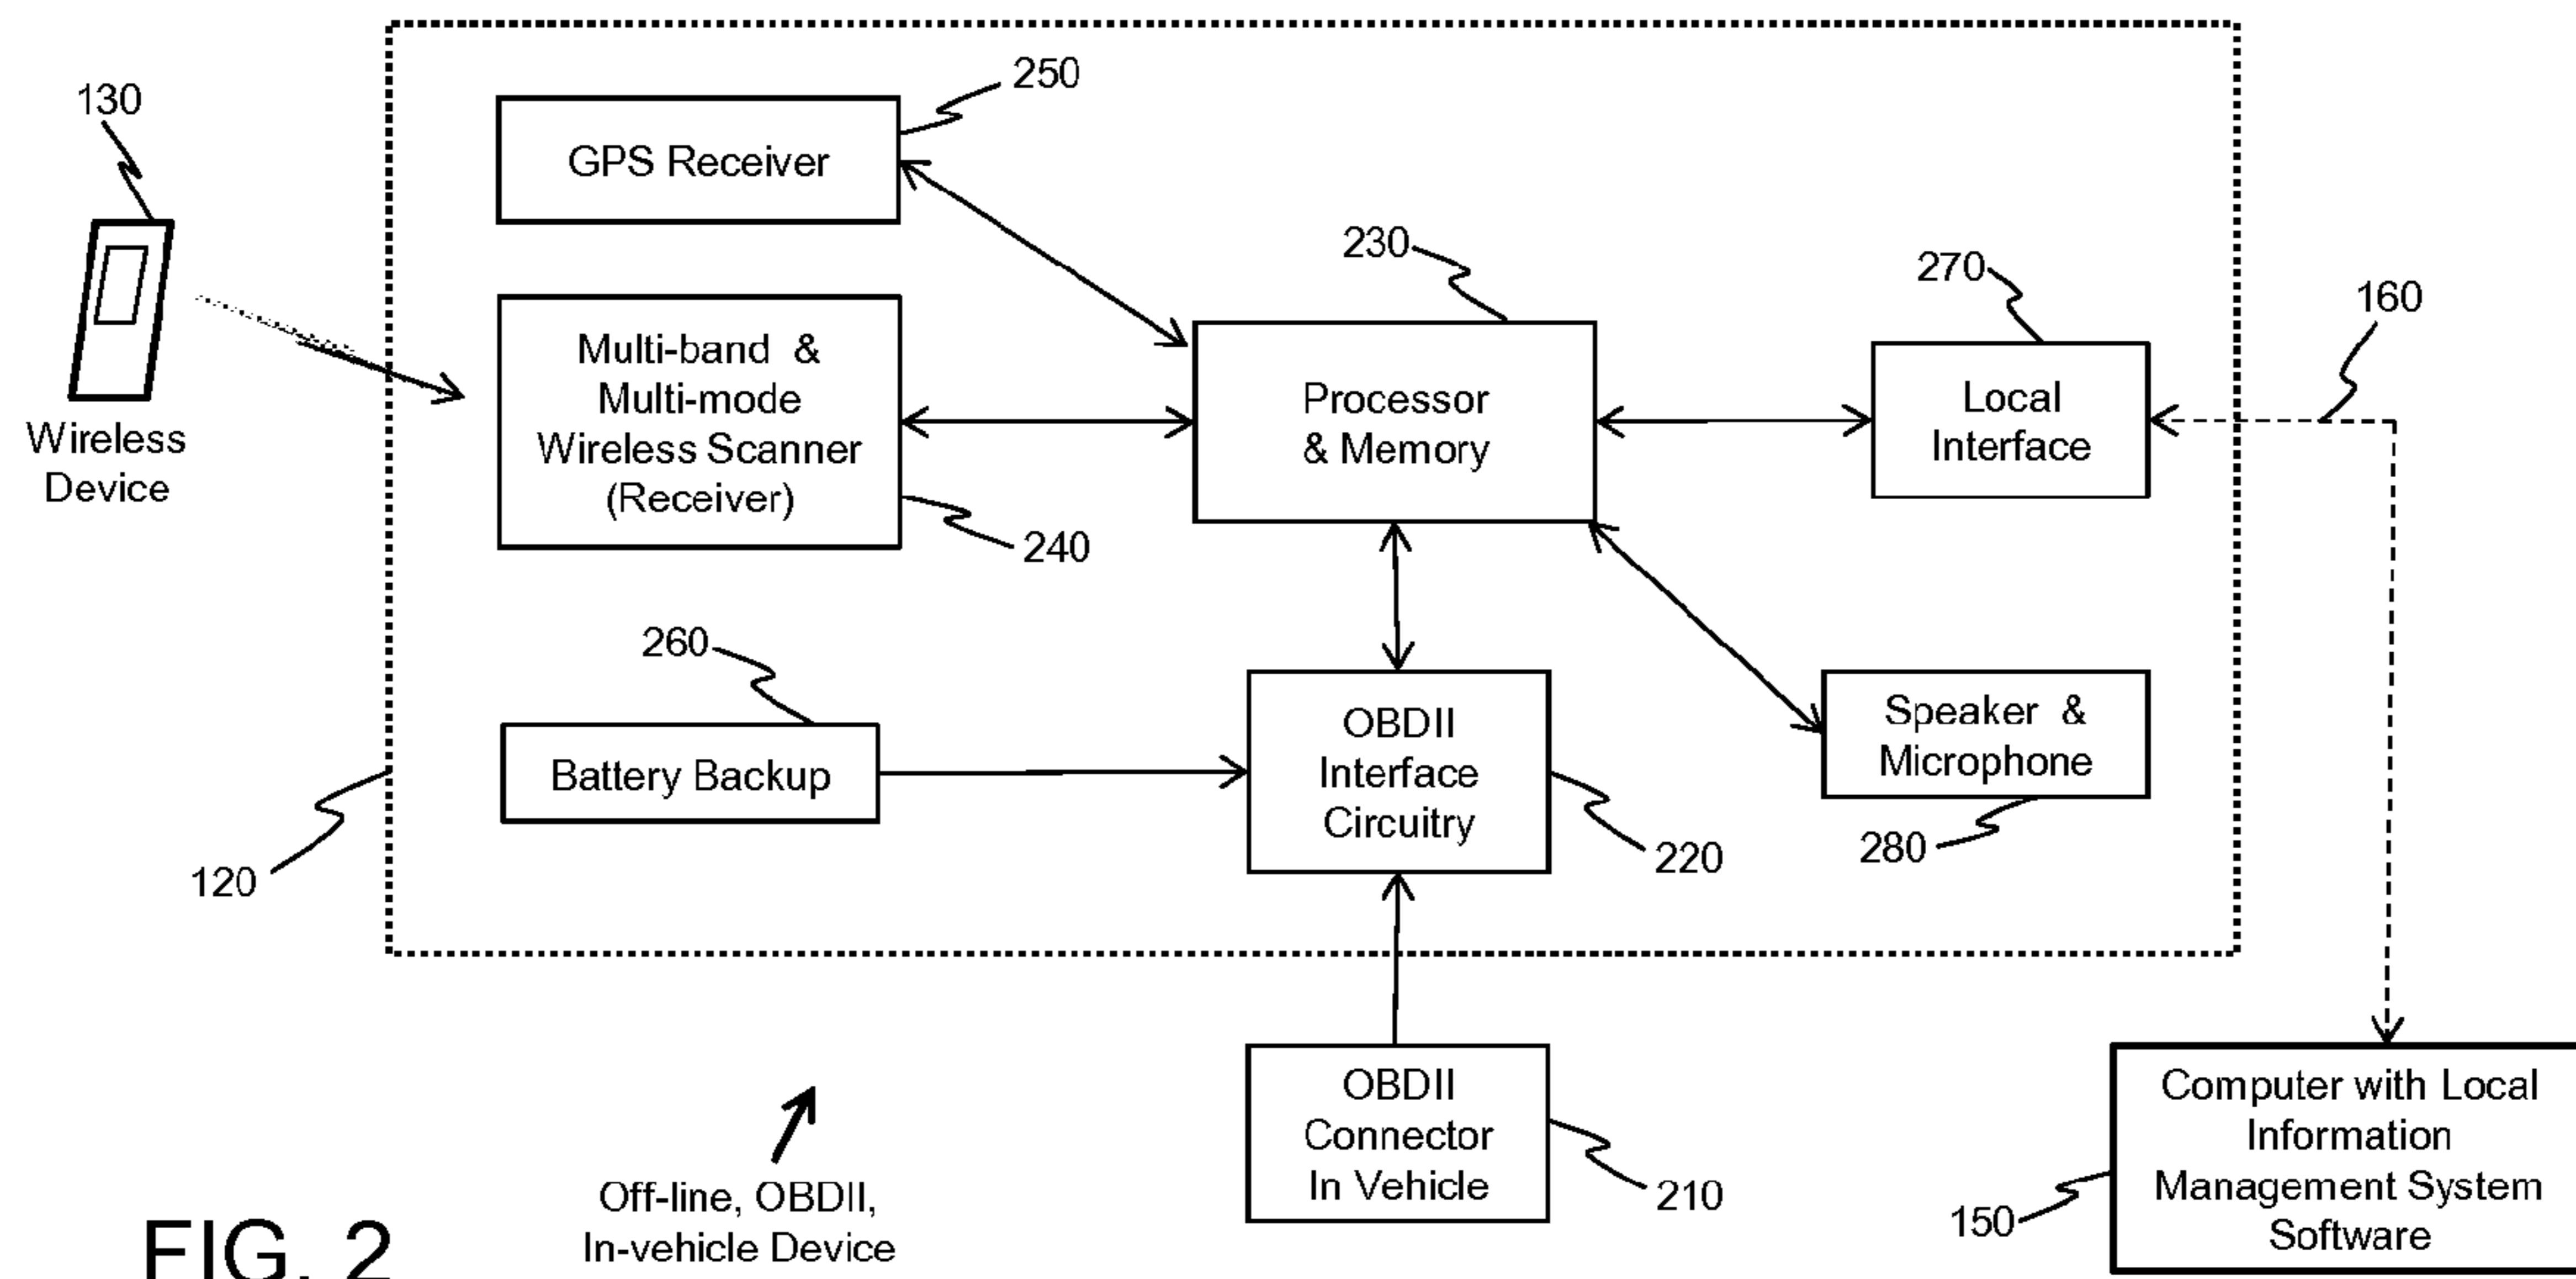 250
130
GPS Receiver
230
270
160
Multi-band & 
Multi-mode
Wireless Scanner
(Receiver)
Processor
& Memory
Local
Interface
Wireless
Device
240
260
Battery Backup
OBDII
Interface
Circuitry
Speaker &
Microphone
120
220
280
OBDII
Connector
In Vehicle
210
Computer with Local
Information
Management System
Software
150
Off-line, OBDII,
In-vehicle Device
FIG. 2